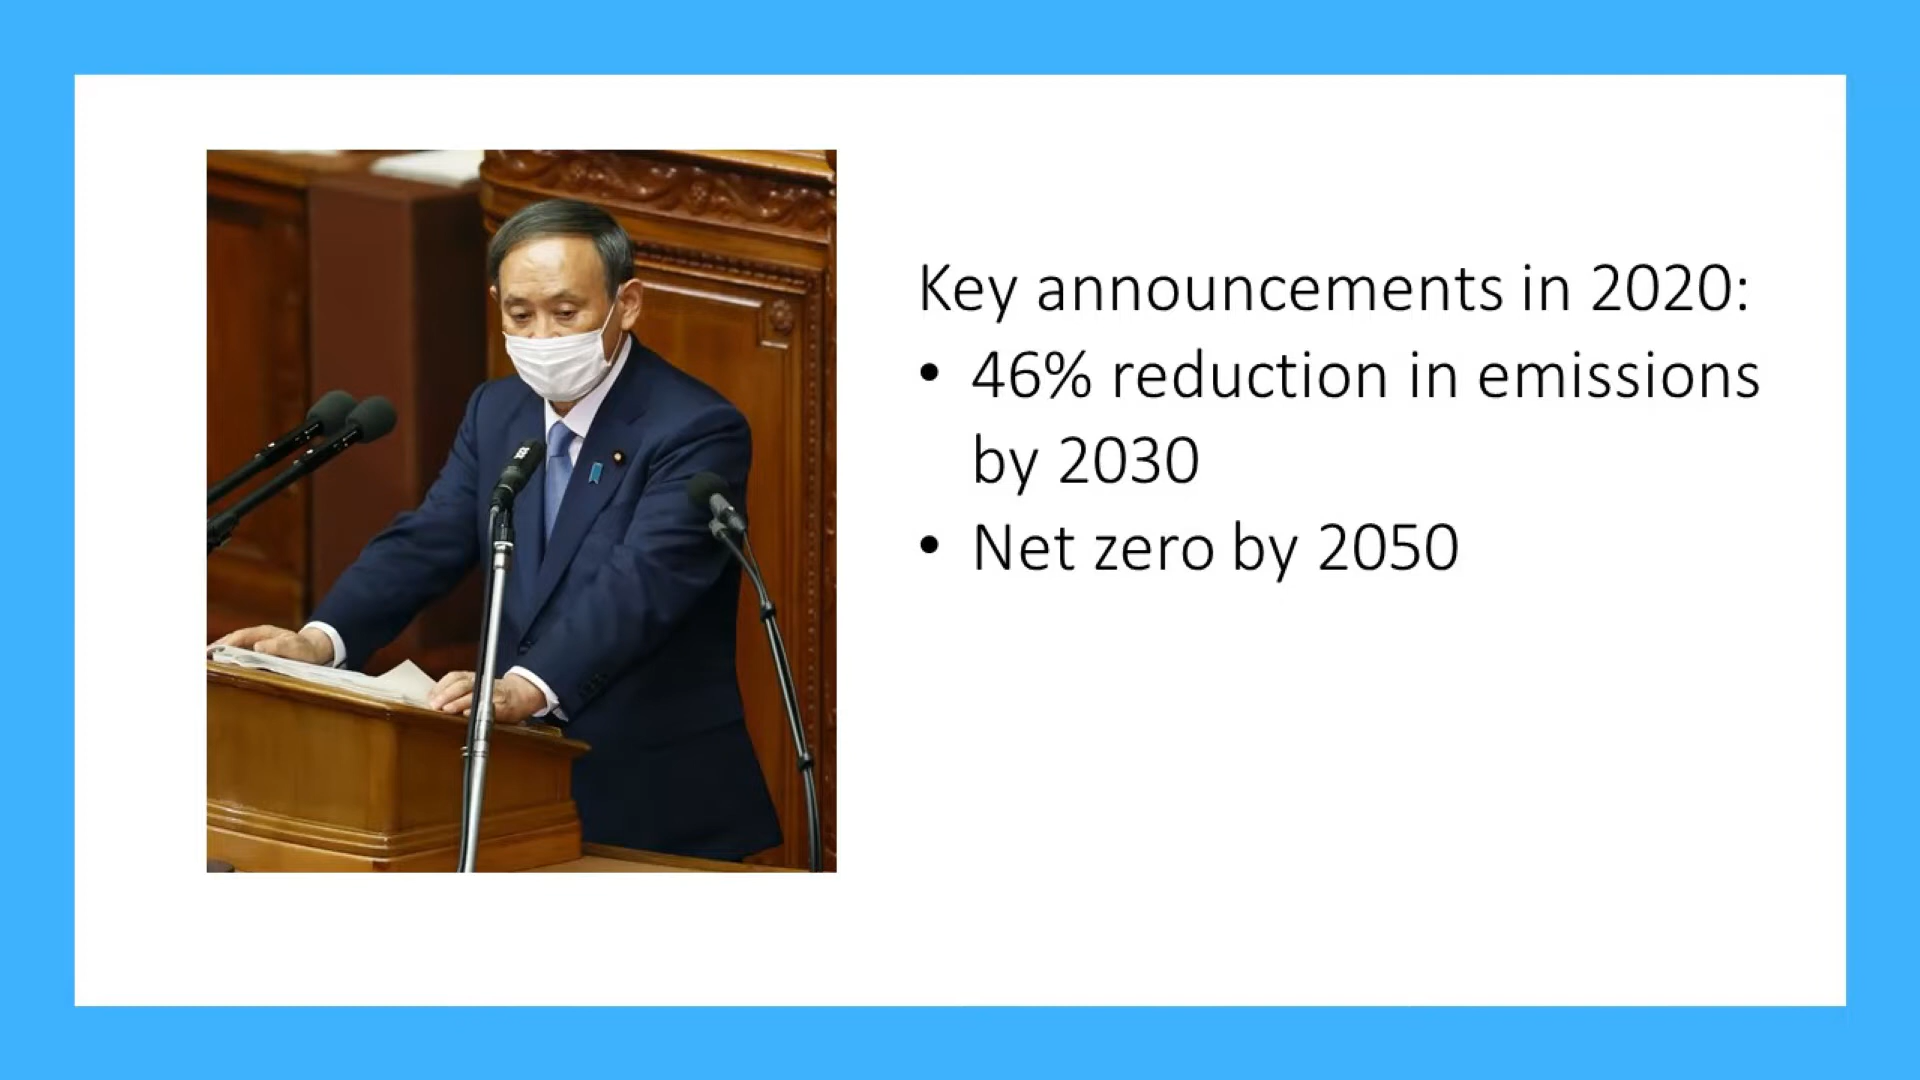 Key announcements in 2020:
• 46% reduction in emissions
by 2030
• Net zero by 2050